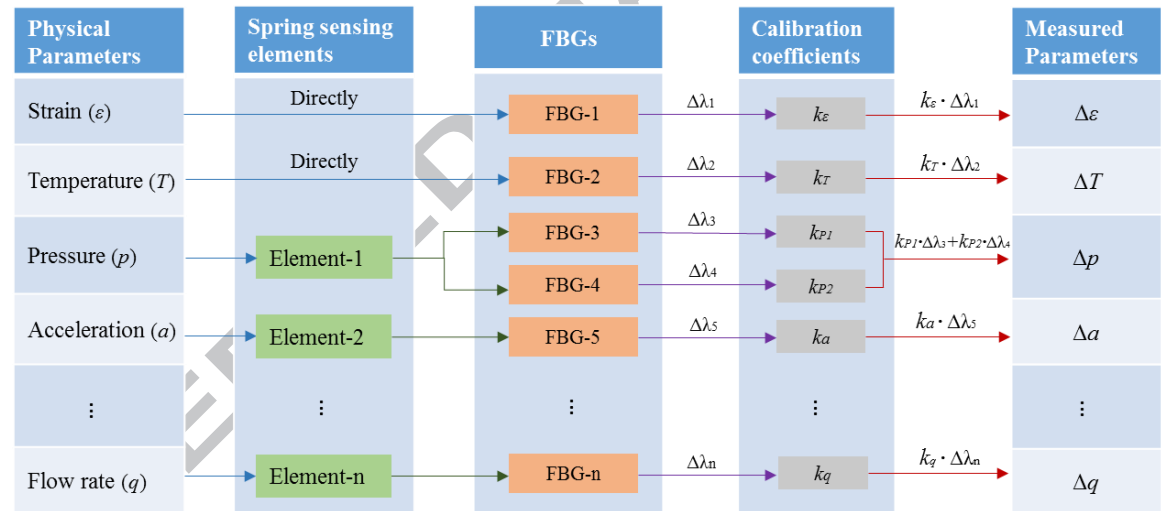 Physical
Parameters
Spring sensing
elements
FBGs
Calibration
coefficients
Measured
Parameters
Strain (ε)
Directly
FBG-1
Δλ1
kε
kε · Δλ1
Δε
Temperature (T)
Directly
FBG-2
Δλ2
kT
kT · Δλ2
ΔT
Pressure (p)
Element-1
FBG-3
Δλ3
kP1
FBG-4
Δλ4
kP2
kP1·Δλ3+kP2·Δλ4
Δp
Acceleration (a)
Element-2
FBG-5
Δλ5
ka
ka · Δλ5
Δa
⋮
⋮
⋮
⋮
⋮
Flow rate (q)
Element-n
FBG-n
Δλn
kq
kq · Δλn
Δq